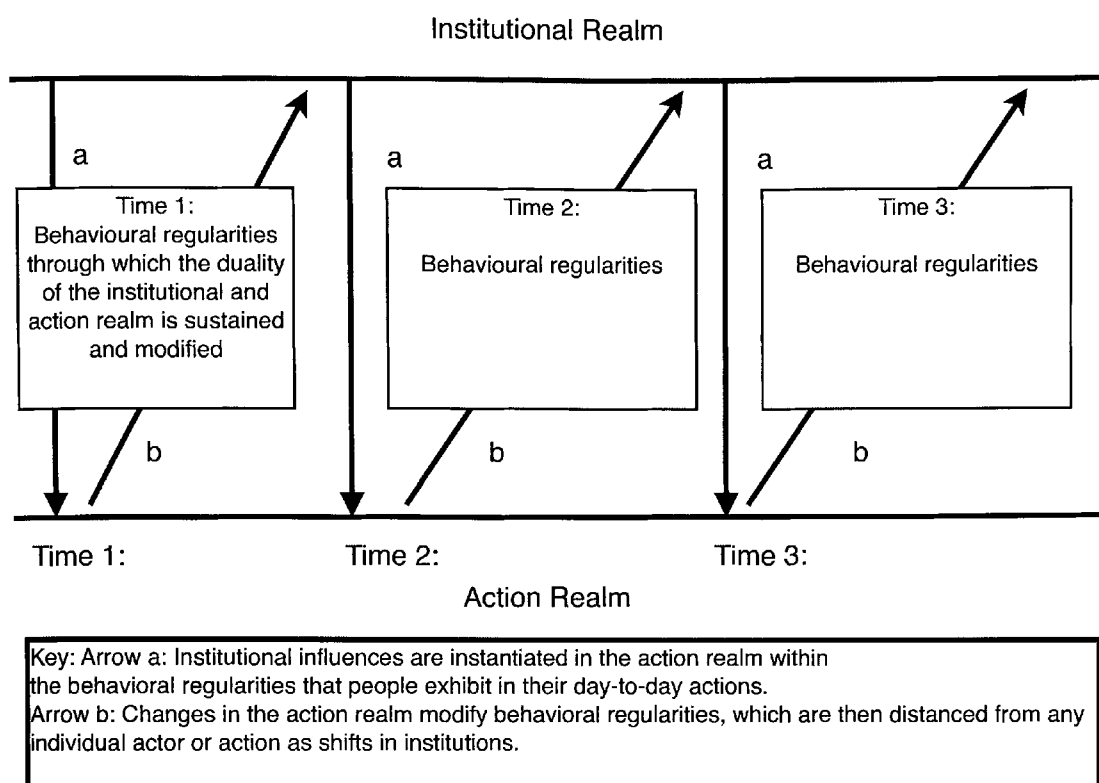 Institutional Realm
a
a
a
Time 1:
Behavioural regularities
through which the duality
of the institutional and
action realm is sustained
and modified
Time 2:
Behavioural regularities
Time 3:
Behavioural regularities
b
b
b
Time 1:
Time 2:
Time 3:
Action Realm
Key: Arrow a: Institutional influences are instantiated in the action realm within
the behavioral regularities that people exhibit in their day-to-day actions.
Arrow b: Changes in the action realm modify behavioral regularities, which are then distanced from any
individual actor or action as shifts in institutions.